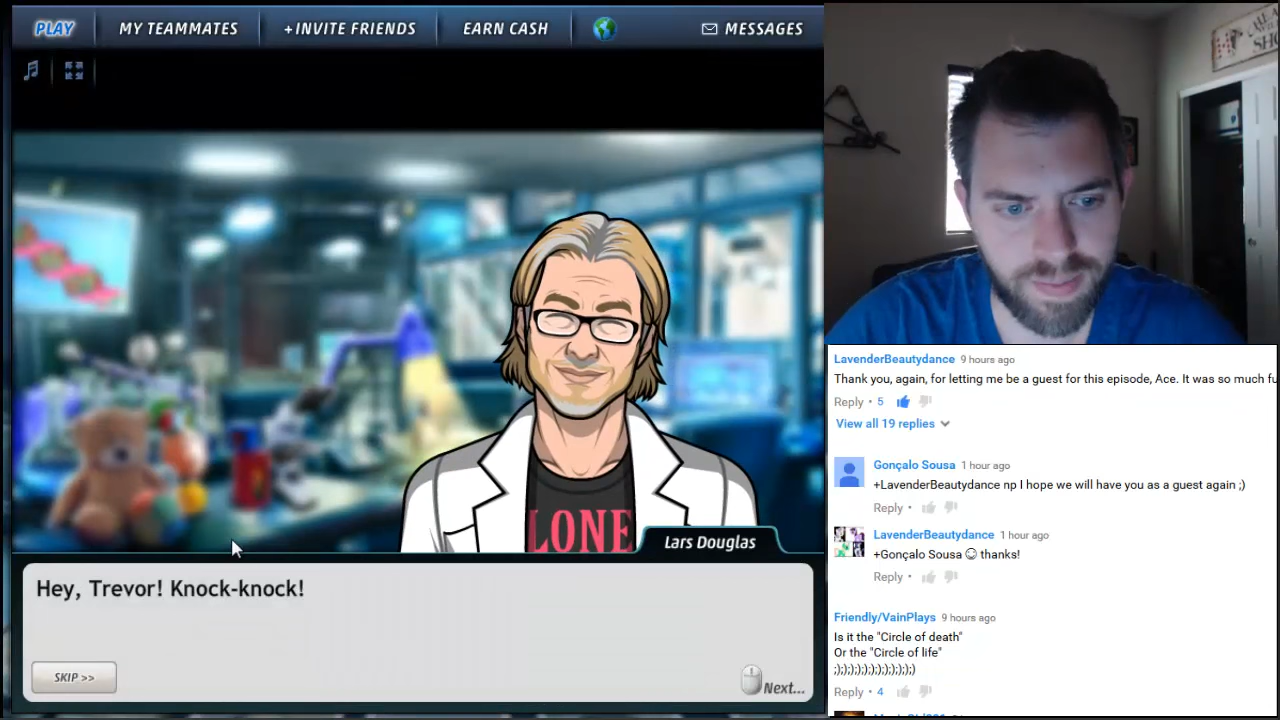 PLAY
MY TEAMMATES
+INVITE FRIENDS
EARN CASH
MESSAGES
LONE
Lars Douglas
Hey, Trevor! Knock-knock!
SKIP >>
Next...
LavenderBeautydance 9 hours ago
Thank you, again, for letting me be a guest for this episode, Ace. It was so much fu
Reply • 5
View all 19 replies
Gonçalo Sousa 1 hour ago
+LavenderBeautydance np I hope we will have you as a guest again ;)
Reply •
LavenderBeautydance 1 hour ago
+Gonçalo Sousa ☺ thanks!
Reply •
Friendly/VainPlays 9 hours ago
Is it the "Circle of death"
Or the "Circle of life"
;);););););););););););)
Reply • 4